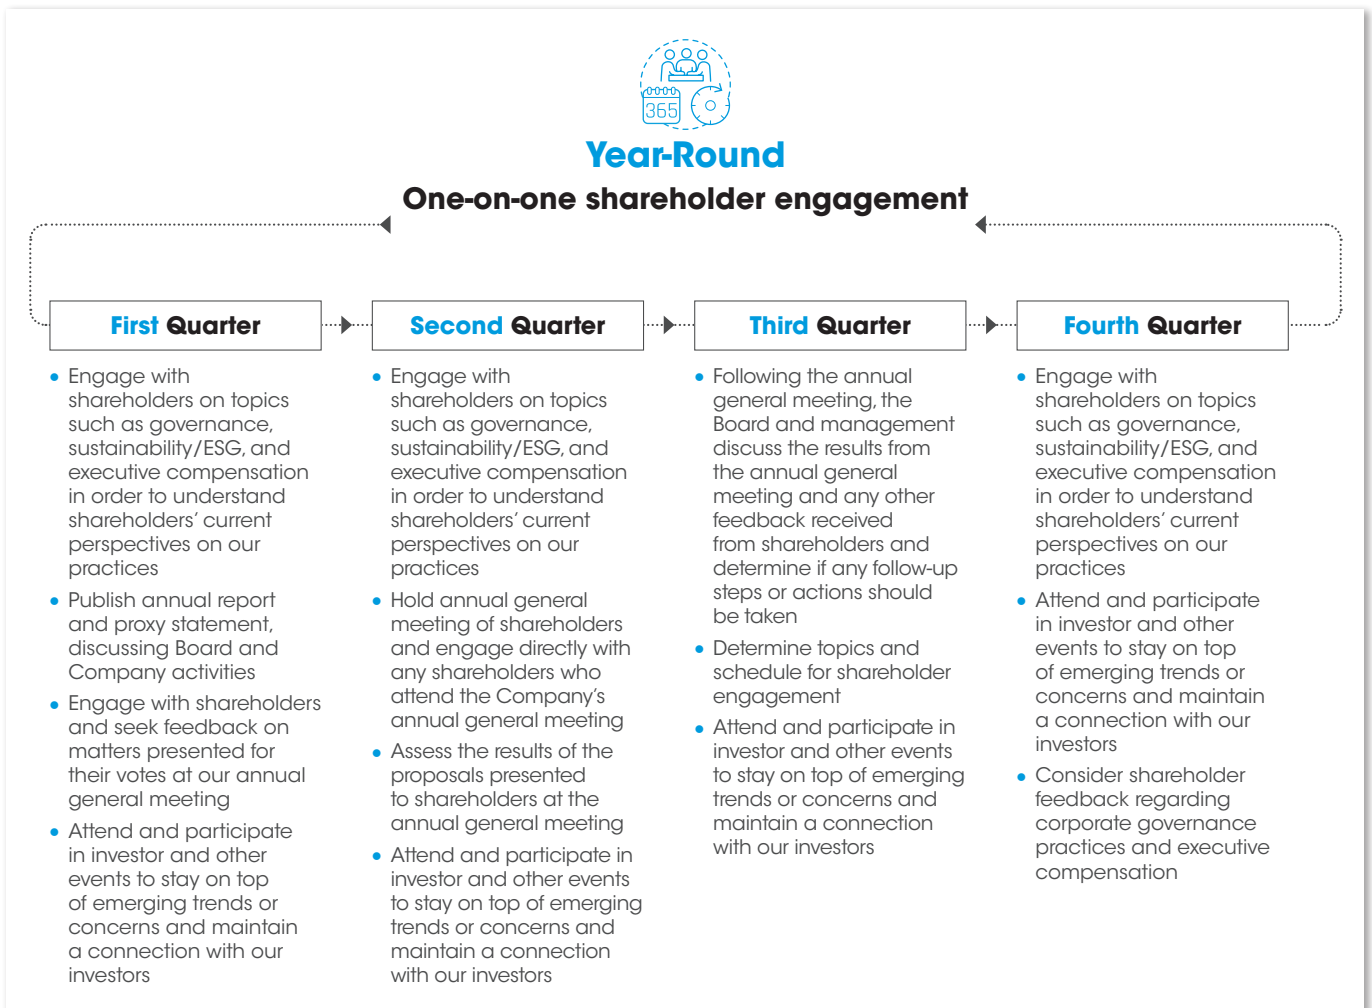 365
Year-Round
One-on-one shareholder engagement
First Quarter
• Engage with
shareholders on topics
such as governance,
sustainability/ESG, and
executive compensation
in order to understand
shareholders’ current
perspectives on our
practices
• Publish annual report
and proxy statement,
discussing Board and
Company activities
• Engage with shareholders
and seek feedback on
matters presented for
their votes at our annual
general meeting
• Attend and participate
in investor and other
events to stay on top
of emerging trends or
concerns and maintain
a connection with our
investors
Second Quarter
• Engage with
shareholders on topics
such as governance,
sustainability/ESG, and
executive compensation
in order to understand
shareholders’ current
perspectives on our
practices
• Hold annual general
meeting of shareholders
and engage directly with
any shareholders who
attend the Company’s
annual general meeting
• Assess the results of the
proposals presented
to shareholders at the
annual general meeting
• Attend and participate in
investor and other events
to stay on top of emerging
trends or concerns and
maintain a connection
with our investors
Third Quarter
• Following the annual
general meeting, the
Board and management
discuss the results from
the annual general
meeting and any other
feedback received
from shareholders and
determine if any follow-up
steps or actions should
be taken
• Determine topics and
schedule for shareholder
engagement
• Attend and participate in
investor and other events
to stay on top of emerging
trends or concerns and
maintain a connection
with our investors
Fourth Quarter
• Engage with
shareholders on topics
such as governance,
sustainability/ESG, and
executive compensation
in order to understand
shareholders’ current
perspectives on our
practices
• Attend and participate
in investor and other
events to stay on top
of emerging trends or
concerns and maintain
a connection with our
investors
• Consider shareholder
feedback regarding
corporate governance
practices and executive
compensation